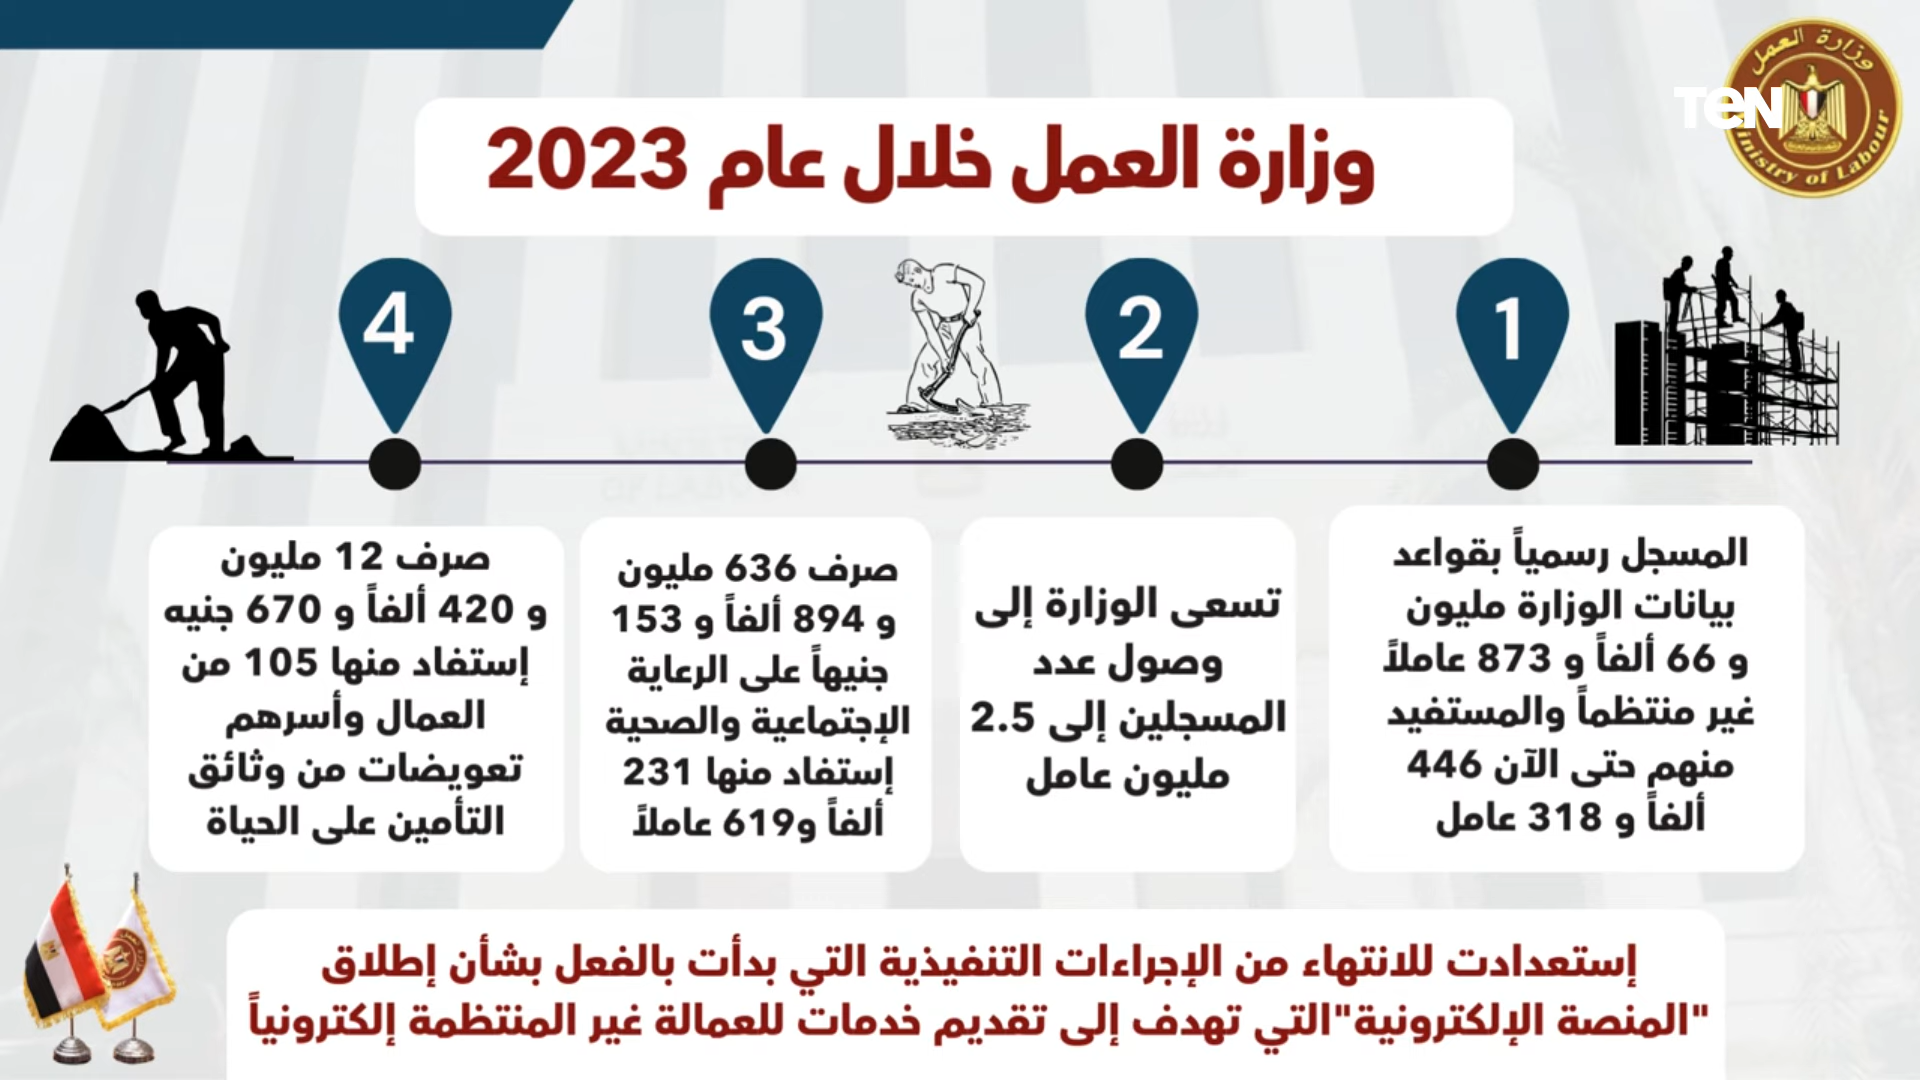 وزارة العمل
TeN
Ministry of Labour
وزارة العمل خلال عام 2023
1
المسجل رسمياً بقواعد
بيانات الوزارة مليون
و 66 ألفاً و 873 عاملاً
غير منتظماً والمستفيد
منهم حتى الآن 446
ألفاً و 318 عامل
2
تسعى الوزارة إلى
وصول عدد
المسجلين إلى 2.5
مليون عامل
3
صرف 636 مليون
و 894 ألفاً و 153
جنيهاً على الرعاية
الإجتماعية والصحية
إستفاد منها 231
ألفاً و619 عاملاً
4
صرف 12 مليون
و 420 ألفاً و 670 جنيه
إستفاد منها 105 من
العمال وأسرهم
تعويضات من وثائق
التأمين على الحياة
إستعدادت للانتهاء من الإجراءات التنفيذية التي بدأت بالفعل بشأن إطلاق
"المنصة الإلكترونية"التي تهدف إلى تقديم خدمات للعمالة غير المنتظمة إلكترونياً